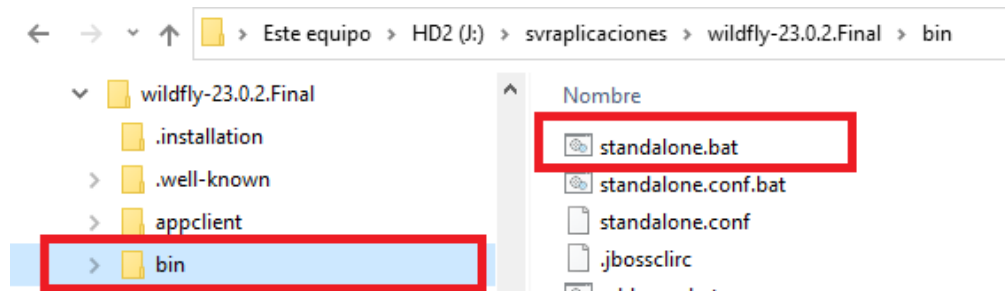 Este equipo > HD2 (J:) > svraplicaciones > wildfly-23.0.2.Final > bin
wildfly-23.0.2.Final
.installation
.well-known
appclient
bin
Nombre
standalone.bat
standalone.conf.bat
standalone.conf
.jbossclirc